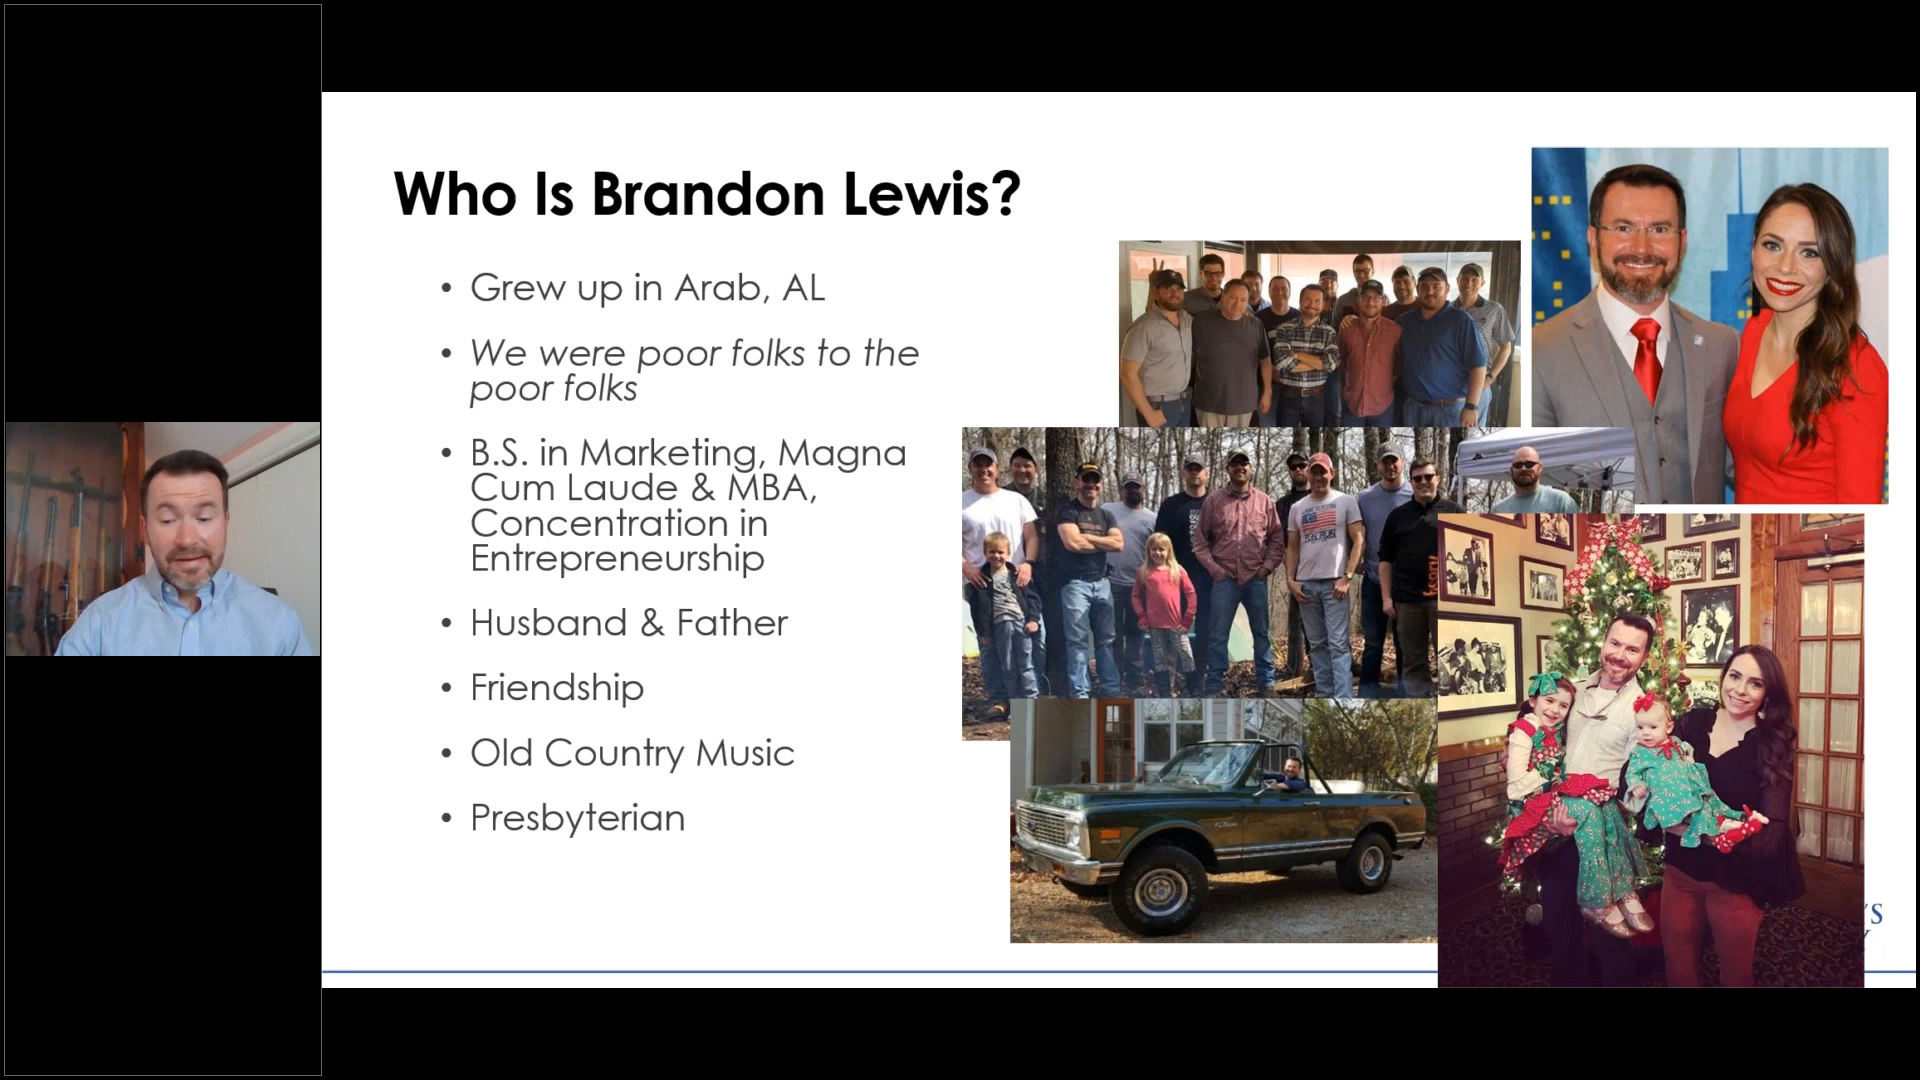 Who Is Brandon Lewis?
• Grew up in Arab, AL
• We were poor folks to the
poor folks
• B.S. in Marketing, Magna
Cum Laude & MBA,
Concentration in
Entrepreneurship
• Husband & Father
• Friendship
• Old Country Music
• Presbyterian
'S